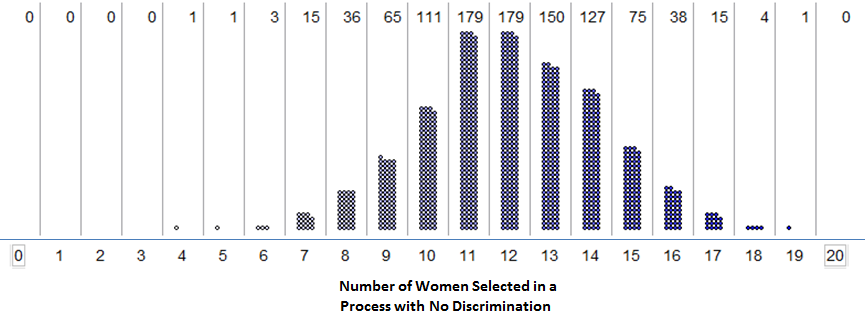 0 0 0 0 1 1 3 15 36 65 111 179 179 150 127 75 38 15 4 1 0
0 1 2 3 4 5 6 7 8 9 10 11 12 13 14 15 16 17 18 19 20
Number of Women Selected in a
Process with No Discrimination